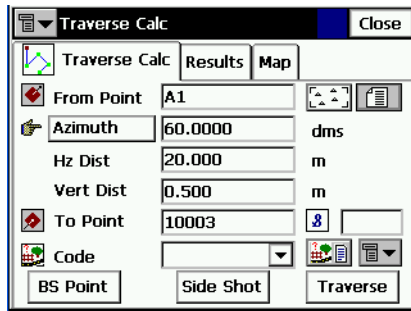 Traverse Calc Close
Traverse Calc Results Map
From Point A1
Azimuth 60.0000 dms
Hz Dist 20.000 m
Vert Dist 0.500 m
To Point 10003 8
Code
BS Point Side Shot Traverse